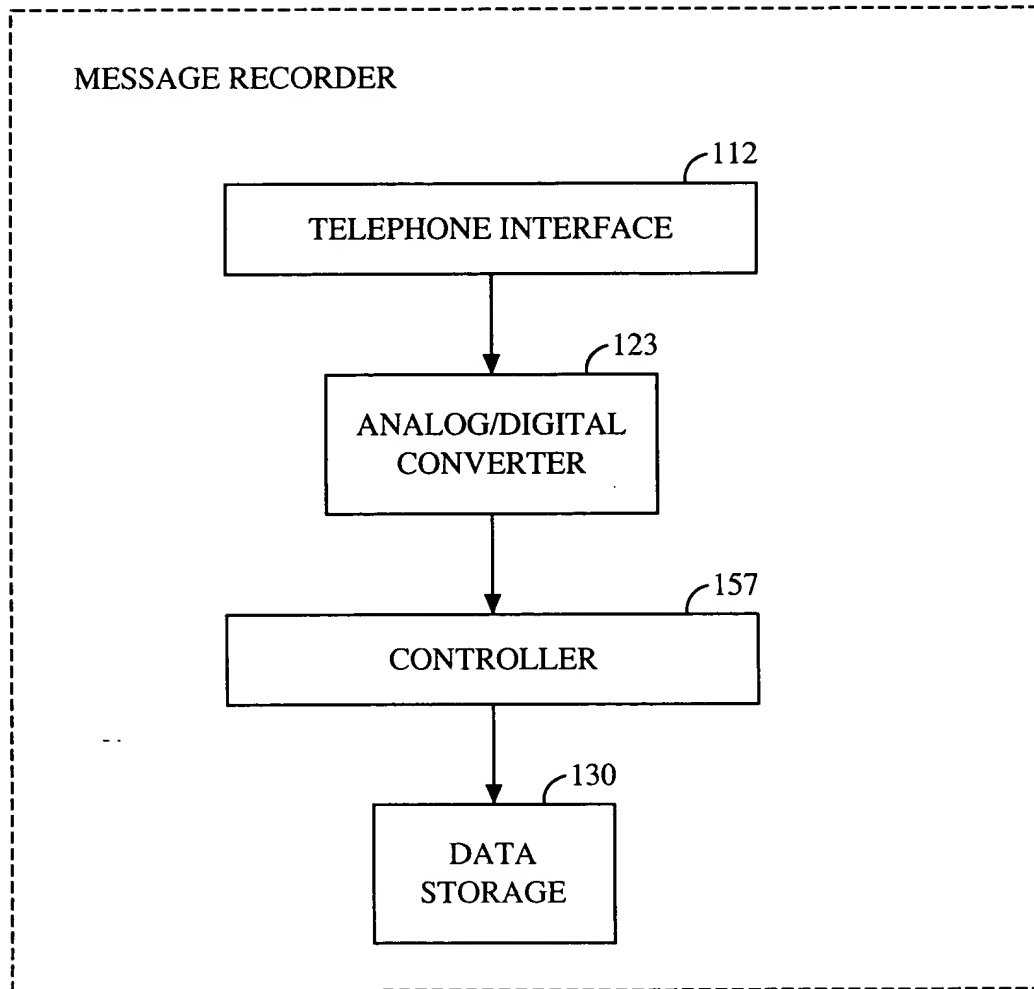 MESSAGE RECORDER
112
TELEPHONE INTERFACE
123
ANALOG/DIGITAL
CONVERTER
157
CONTROLLER
130
DATA
STORAGE